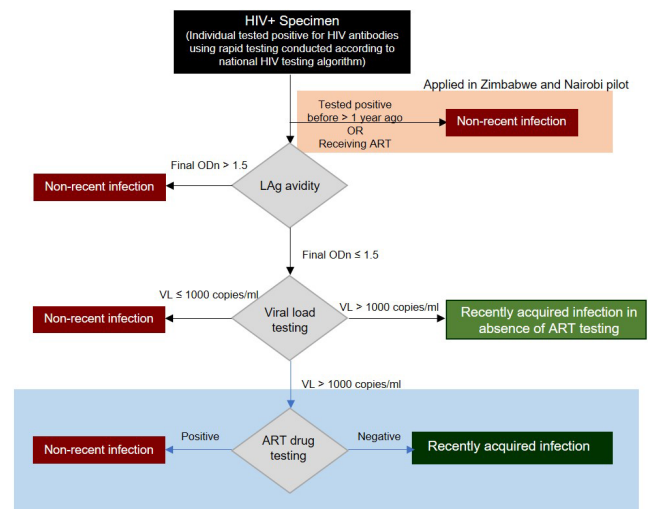 HIV+ Specimen
(Individual tested positive for HIV antibodies
using rapid testing conducted according to
national HIV testing algorithm)
Applied in Zimbabwe and Nairobi pilot
Tested positive
before > 1 year ago
OR
Receiving ART
Non-recent infection
Final ODn > 1.5
Non-recent infection
LAg avidity
Final ODn ≤ 1.5
VL ≤ 1000 copies/ml
VL > 1000 copies/ml
Non-recent infection
Viral load
testing
Recently acquired infection in
absence of ART testing
VL > 1000 copies/ml
Positive
Negative
Non-recent infection
ART drug
testing
Recently acquired infection